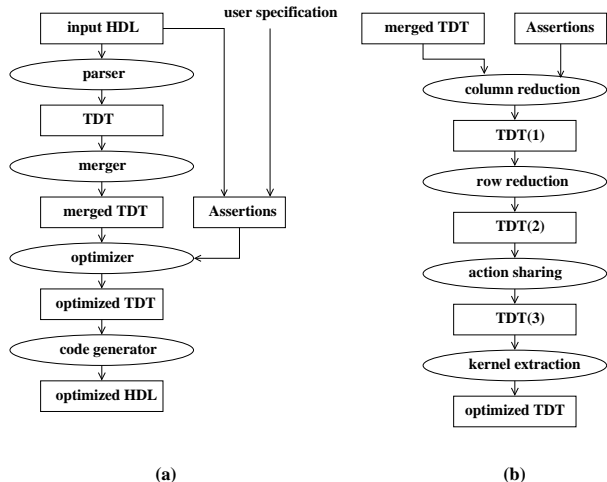 user specification
input HDL
parser
TDT
merger
merged TDT
Assertions
optimizer
optimized TDT
code generator
optimized HDL
(a)
merged TDT
Assertions
column reduction
TDT(1)
row reduction
TDT(2)
action sharing
TDT(3)
kernel extraction
optimized TDT
(b)